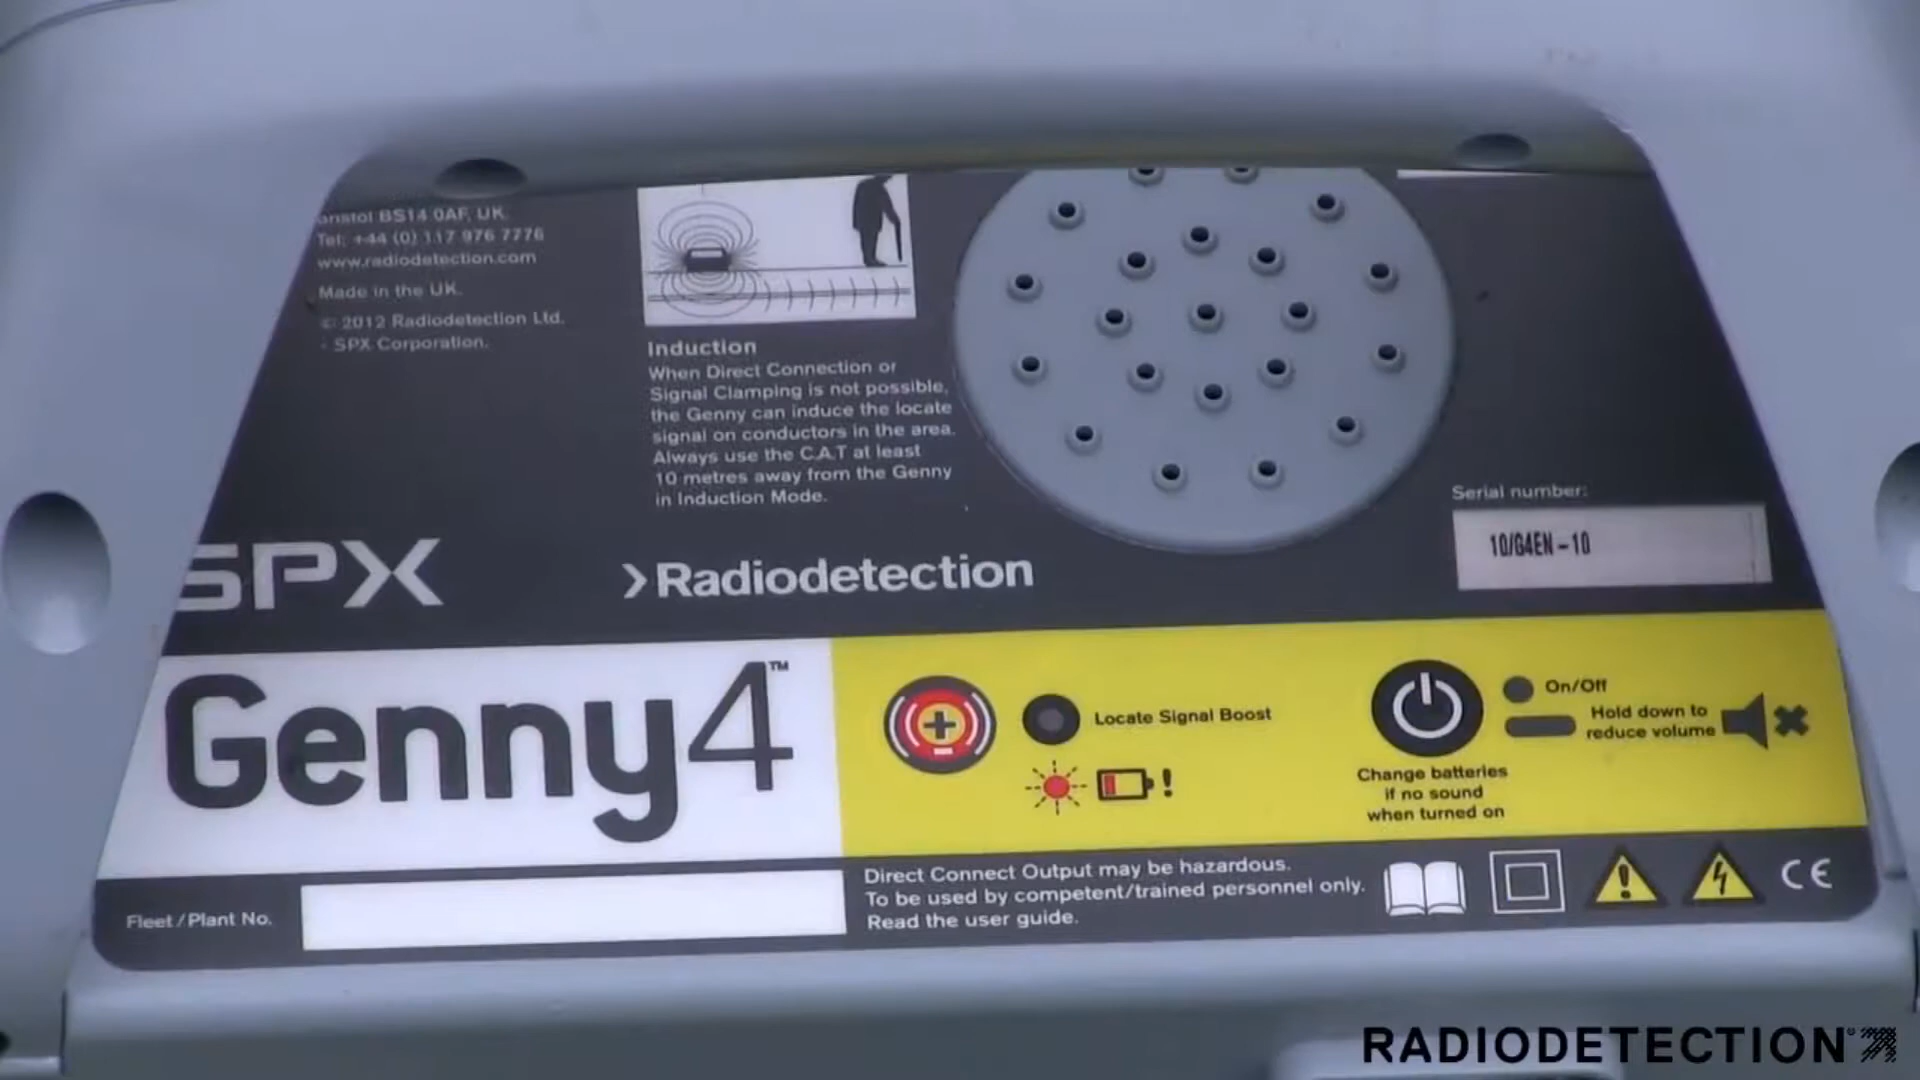 BS14 0AF, UK.
Tel: +44 (0) 117 976 7776
www.radiodetection.com
Made in the UK.
© 2012 Radiodetection Ltd.
- SPX Corporation.
Induction
When Direct Connection or
Signal Clamping is not possible,
the Genny can induce the locate
signal on conductors in the area.
Always use the C.A.T at least
10 metres away from the Genny
in Induction Mode.
Serial number:
10/G4EN-10
SPX
Radiodetection
Genny4™
Locate Signal Boost
!
On/Off
Hold down to
reduce volume
Change batteries
if no sound
when turned on
Fleet / Plant No.
Direct Connect Output may be hazardous.
To be used by competent/trained personnel only.
Read the user guide.
CE
RADIODETECTION®